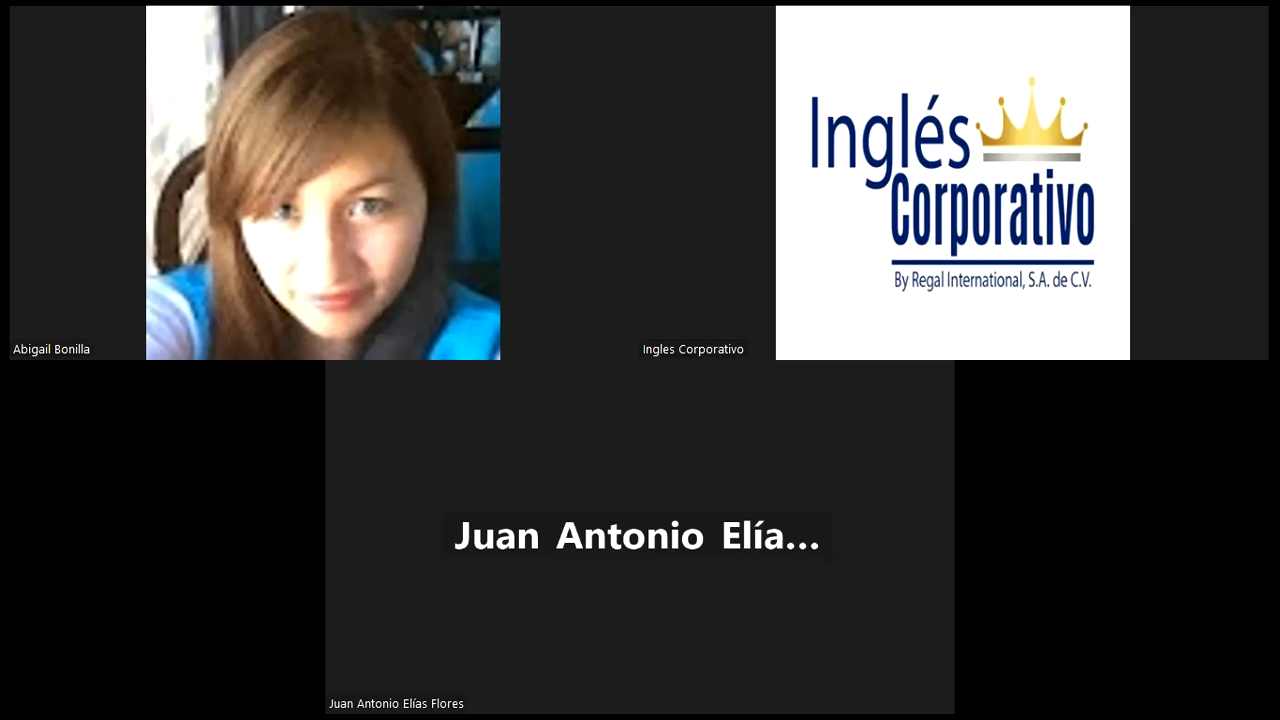 Inglés
Corporativo
By Regal International, S.A. de C.V.
Abigail Bonilla
Ingles Corporativo
Juan Antonio Elía...
Juan Antonio Elías Flores